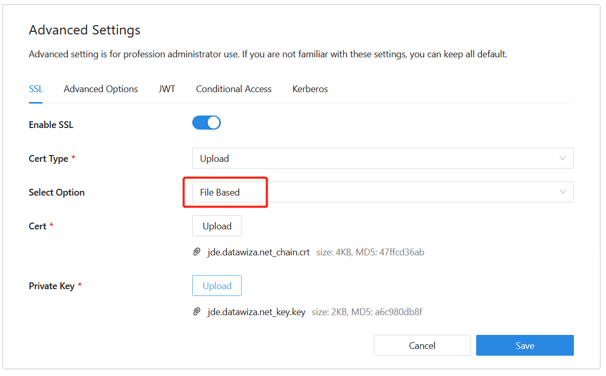 Advanced Settings
Advanced setting is for profession administrator use. If you are not familiar with these settings, you can keep all default.
SSL Advanced Options JWT Conditional Access Kerberos
Enable SSL
Cert Type * Upload
Select Option File Based
Cert * Upload
jde.datawiza.net_chain.crt size: 4KB, MD5: 47ffcd36ab
Private Key * Upload
jde.datawiza.net_key.key size: 2KB, MD5: a6c980db8f
Cancel Save